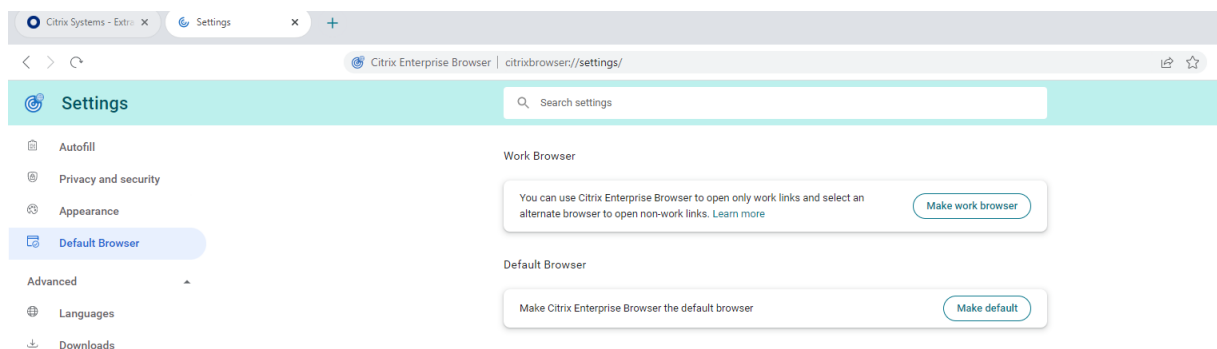 Citrix Systems - Extra
Settings
Citrix Enterprise Browser | citrixbrowser://settings/
Settings
Search settings
Autofill
Privacy and security
Appearance
Default Browser
Advanced
Languages
Downloads
Work Browser
You can use Citrix Enterprise Browser to open only work links and select an
alternate browser to open non-work links. Learn more
Make work browser
Default Browser
Make Citrix Enterprise Browser the default browser
Make default